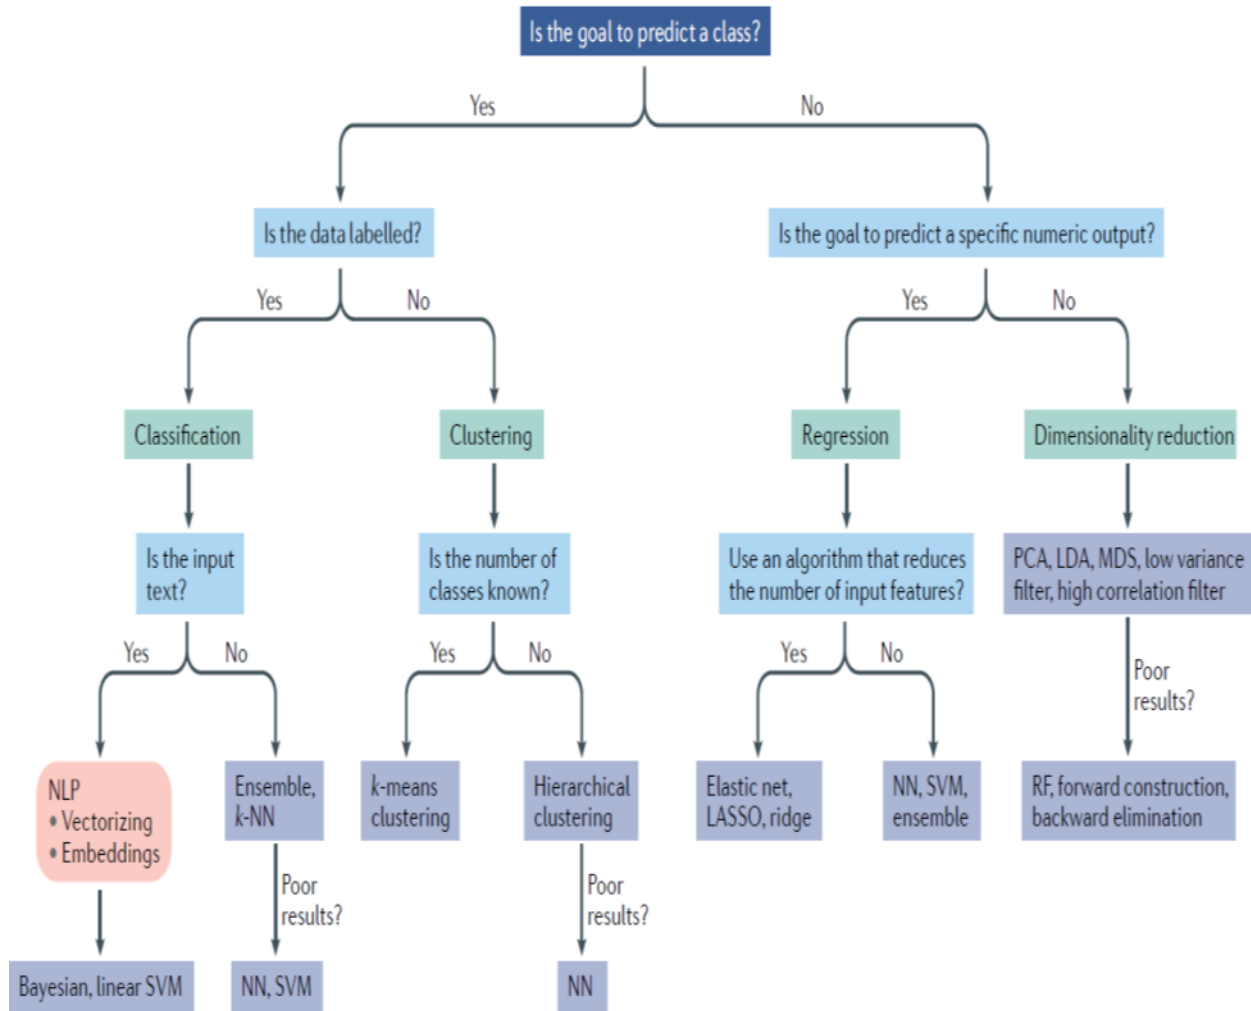 Is the goal to predict a class?
Yes
No
Is the data labelled?
Is the goal to predict a specific numeric output?
Yes
No
Yes
No
Classification
Clustering
Regression
Dimensionality reduction
Is the input
text?
Is the number of
classes known?
Use an algorithm that reduces
the number of input features?
PCA, LDA, MDS, low variance
filter, high correlation filter
Yes
No
Yes
No
Yes
No
Poor
results?
NLP
• Vectorizing
• Embeddings
Ensemble,
k-NN
k-means
clustering
Hierarchical
clustering
Elastic net,
LASSO, ridge
NN, SVM,
ensemble
RF, forward construction,
backward elimination
Poor
results?
Poor
results?
Bayesian, linear SVM
NN, SVM
NN